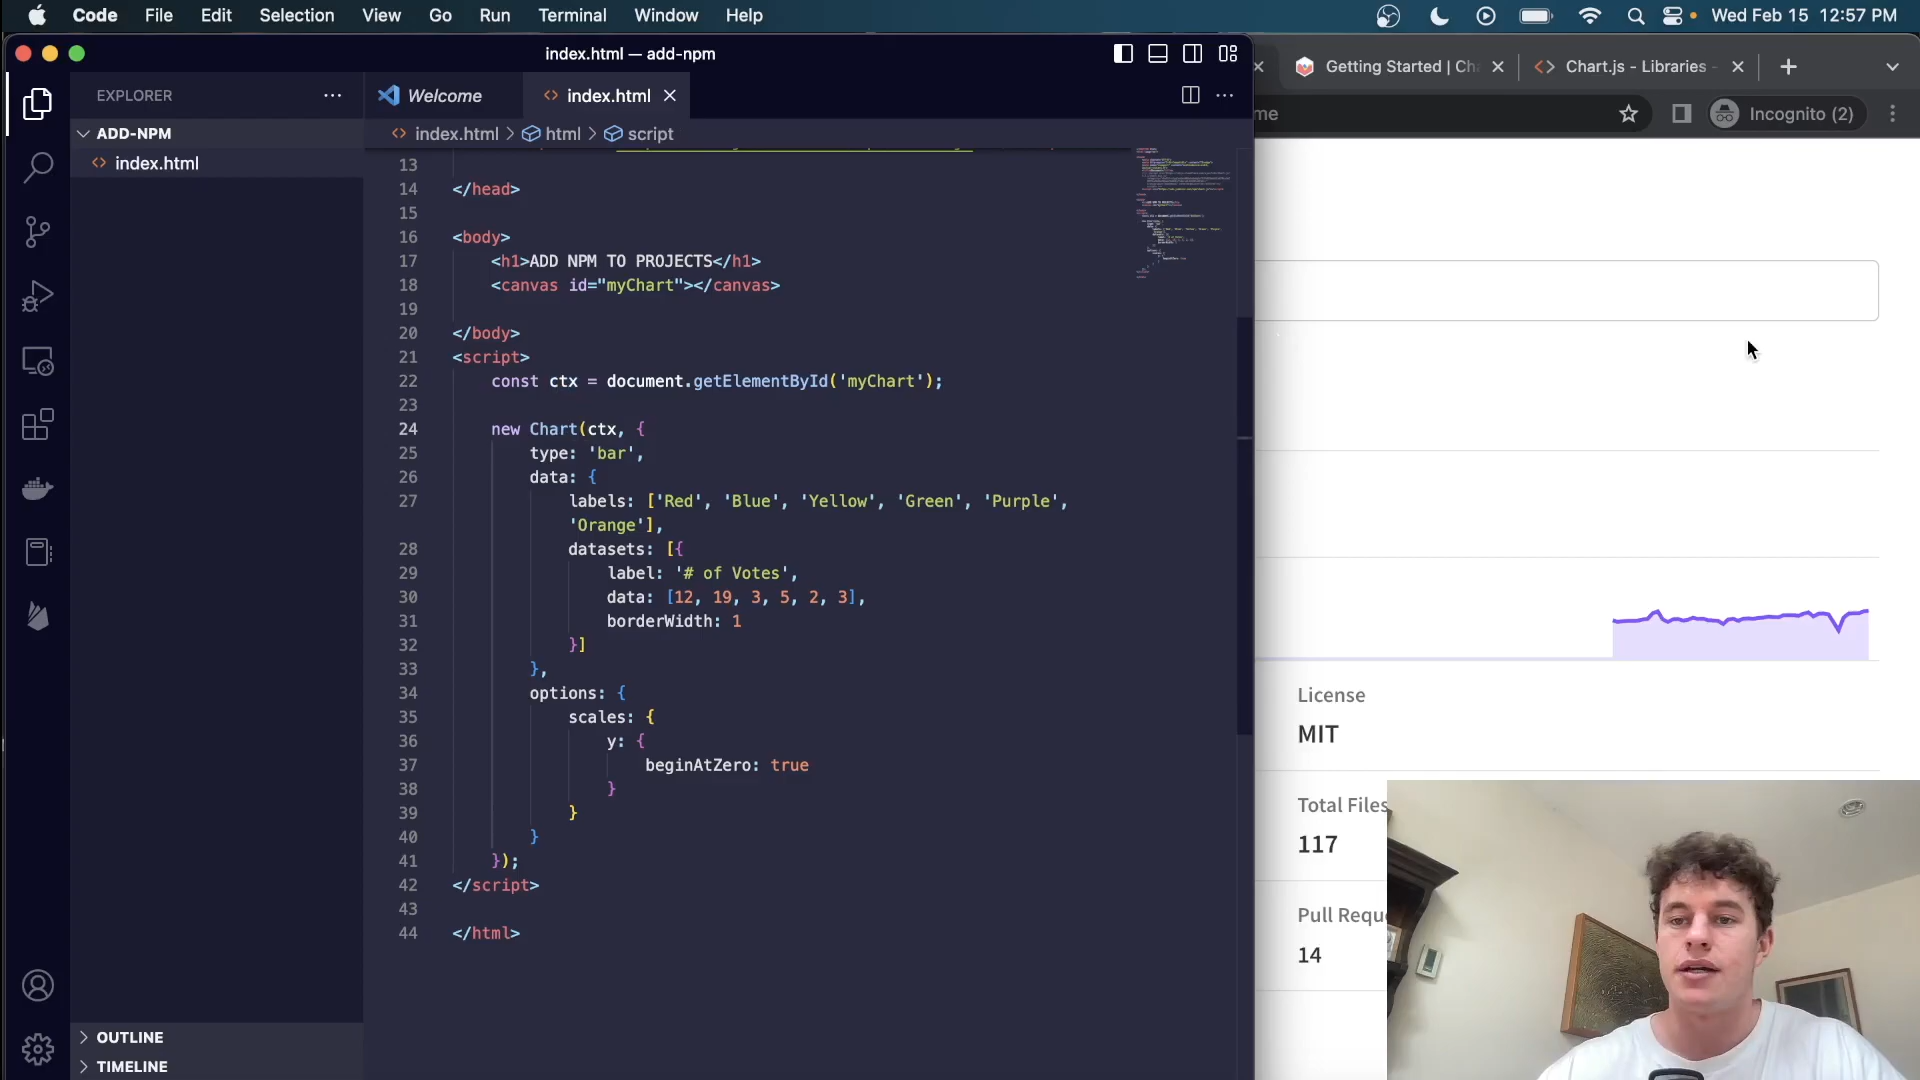 Code File Edit Selection View Go Run Terminal Window Help Wed Feb 15 12:57 PM
index.html — add-npm
Getting Started | Ch
Chart.js - Libraries -
EXPLORER
Welcome
index.html
me
Incognito (2)
ADD-NPM
index.html > html > script
index.html
13
14 </head>
15
16 <body>
17 <h1>ADD NPM TO PROJECTS</h1>
18 <canvas id="myChart"></canvas>
19
20 </body>
21 <script>
22 const ctx = document.getElementById('myChart');
23
24 new Chart(ctx, {
25 type: 'bar',
26 data: {
27 labels: ['Red', 'Blue', 'Yellow', 'Green', 'Purple',
'Orange'],
28 datasets: [{
29 label: '# of Votes',
30 data: [12, 19, 3, 5, 2, 3],
31 borderWidth: 1
32 }]
33 },
34 options: {
35 scales: {
36 y: {
37 beginAtZero: true
38 }
39 }
40 }
41 });
42 </script>
43
44 </html>
License
MIT
Total Files
117
Pull Reque
14
OUTLINE
TIMELINE